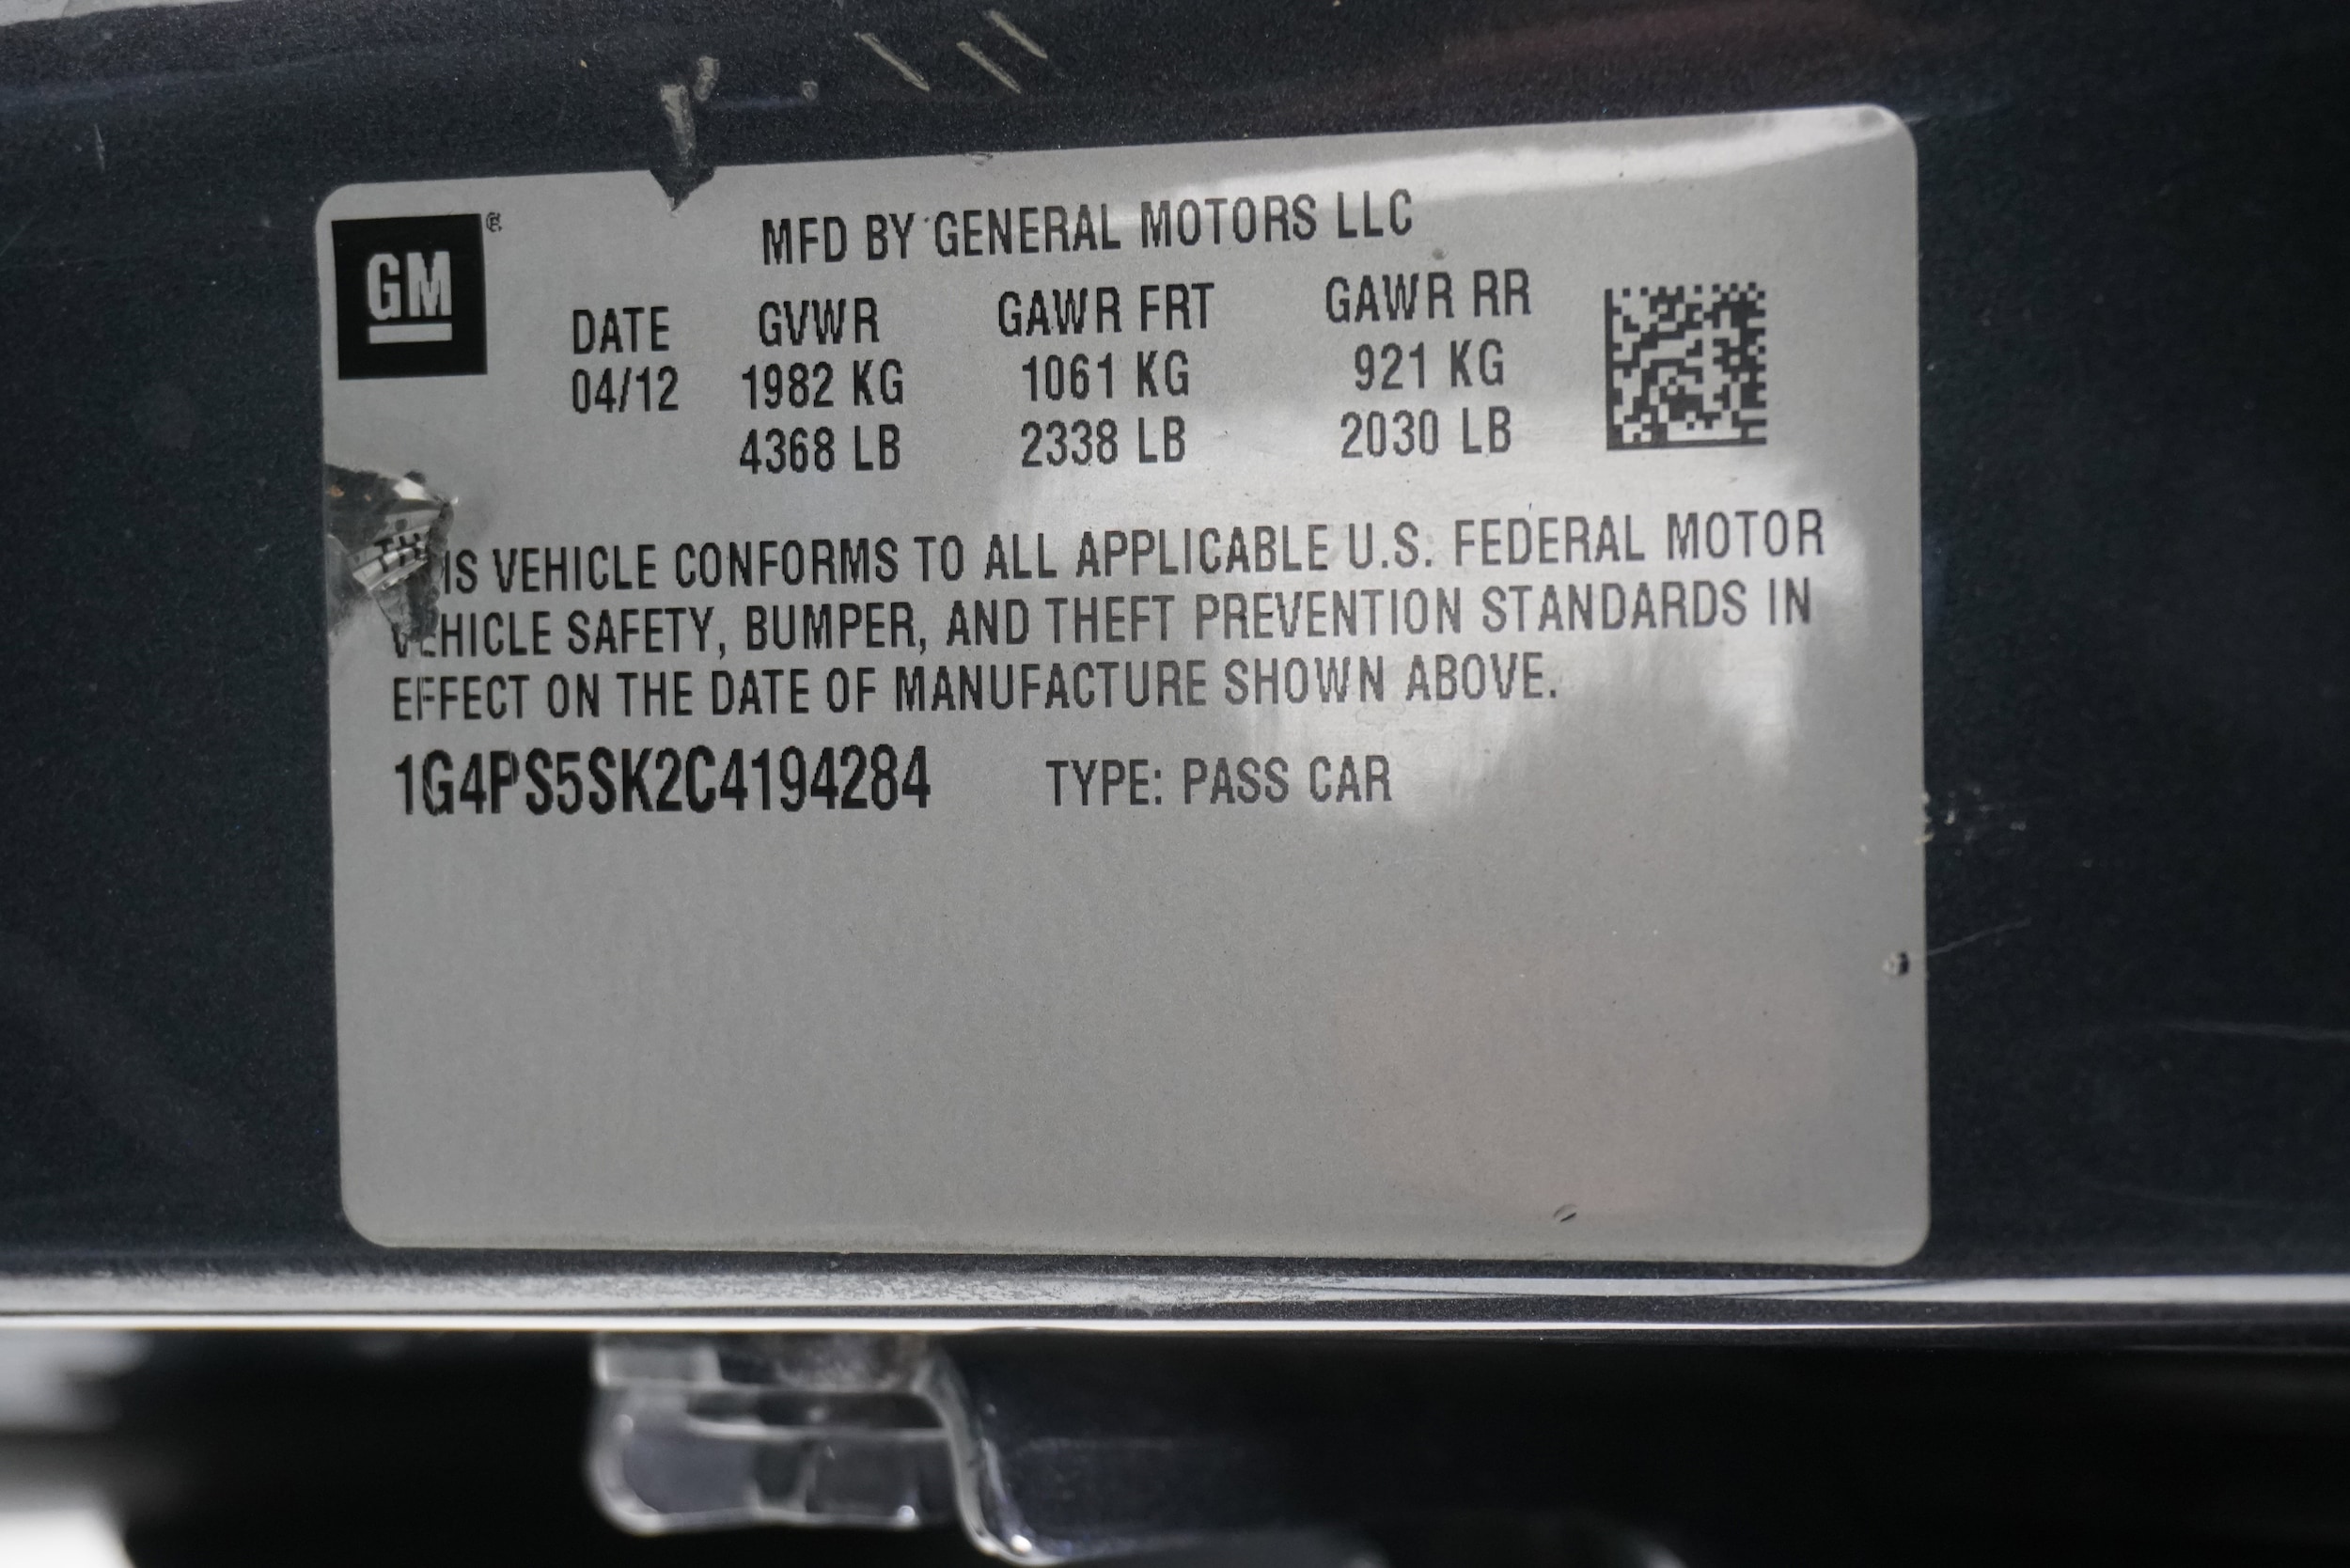 GM ®
MFD BY GENERAL MOTORS LLC
DATE GVWR GAWR FRT GAWR RR
04/12 1982 KG 1061 KG 921 KG
4368 LB 2338 LB 2030 LB
THIS VEHICLE CONFORMS TO ALL APPLICABLE U.S. FEDERAL MOTOR
VEHICLE SAFETY, BUMPER, AND THEFT PREVENTION STANDARDS IN
EFFECT ON THE DATE OF MANUFACTURE SHOWN ABOVE.
1G4PS5SK2C4194284 TYPE: PASS CAR